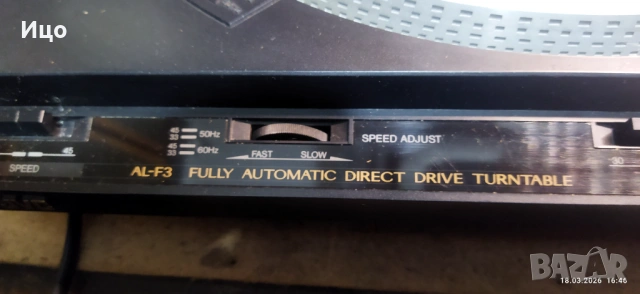 Ицо
45
33
50Hz
45
33
60Hz
SPEED ADJUST
FAST SLOW
45
30
SPEED
AL-F3 FULLY AUTOMATIC DIRECT DRIVE TURNTABLE
BAZAR
18.03.2026 16:46